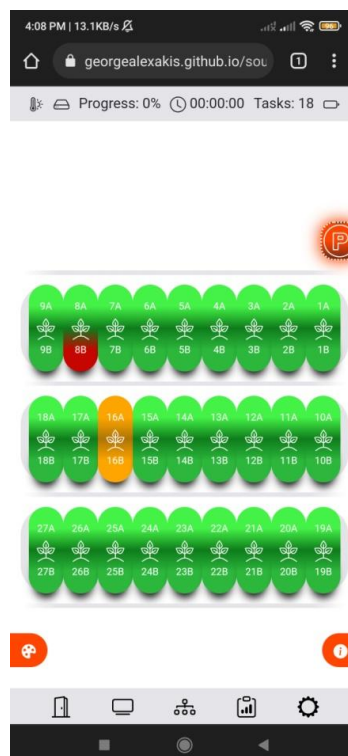 4:08 PM | 13.1KB/s
96
georgealexakis.github.io/sou
1
Progress: 0% 00:00:00 Tasks: 18
P
9A 8A 7A 6A 5A 4A 3A 2A 1A
9B 8B 7B 6B 5B 4B 3B 2B 1B
18A 17A 16A 15A 14A 13A 12A 11A 10A
18B 17B 16B 15B 14B 13B 12B 11B 10B
27A 26A 25A 24A 23A 22A 21A 20A 19A
27B 26B 25B 24B 23B 22B 21B 20B 19B